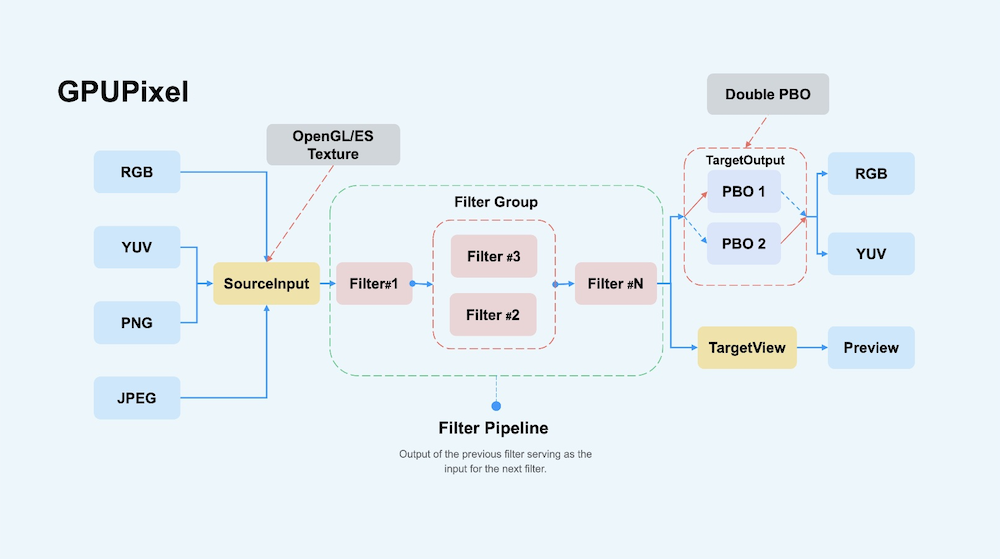 GPUPixel
Double PBO
OpenGL/ES
Texture
RGB
YUV
PNG
JPEG
SourceInput
Filter Group
Filter#1
Filter #3
Filter #2
Filter #N
TargetOutput
PBO 1
PBO 2
RGB
YUV
TargetView
Preview
Filter Pipeline
Output of the previous filter serving as the
input for the next filter.